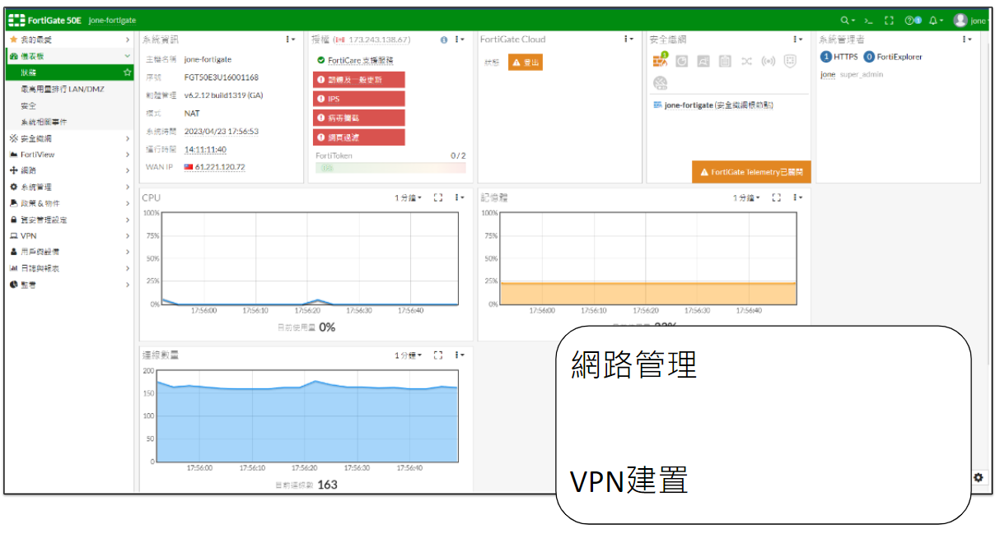 FortiGate 50E jone-fortigate
jone
我的最愛
儀表板
狀態
最高用量排行 LAN/DMZ
安全
系統相關事件
安全織網
FortiView
網路
系統管理
政策 & 物件
資安管理設定
VPN
用戶與設備
日誌與報表
監看
系統資訊
主機名稱 jone-fortigate
序號 FGT50E3U16001168
韌體管理 v6.2.12 build1319 (GA)
模式 NAT
系統時間 2023/04/23 17:56:53
運行時間 14:11:11:40
WAN IP 61.221.120.72
授權 (173.243.138.67)
FortiCare 支援服務
韌體及一般更新
IPS
病毒攔截
網頁過濾
FortiToken 0 / 2
0%
FortiGate Cloud
狀態 登出
安全織網
1
jone-fortigate (安全織網根節點)
FortiGate Telemetry已關閉
系統管理者
1 HTTPS 0 FortiExplorer
jone super_admin
CPU 1 分鐘
100%
75%
50%
25%
0%
17:56:00 17:56:10 17:56:20 17:56:30 17:56:40
目前使用量 0%
記憶體 1 分鐘
100%
75%
50%
25%
0%
17:56:00 17:56:10 17:56:20 17:56:30 17:56:40
連線數量 1 分鐘
200
150
100
50
0
17:56:00 17:56:10 17:56:20 17:56:30 17:56:40
目前連線數 163
網路管理
VPN建置